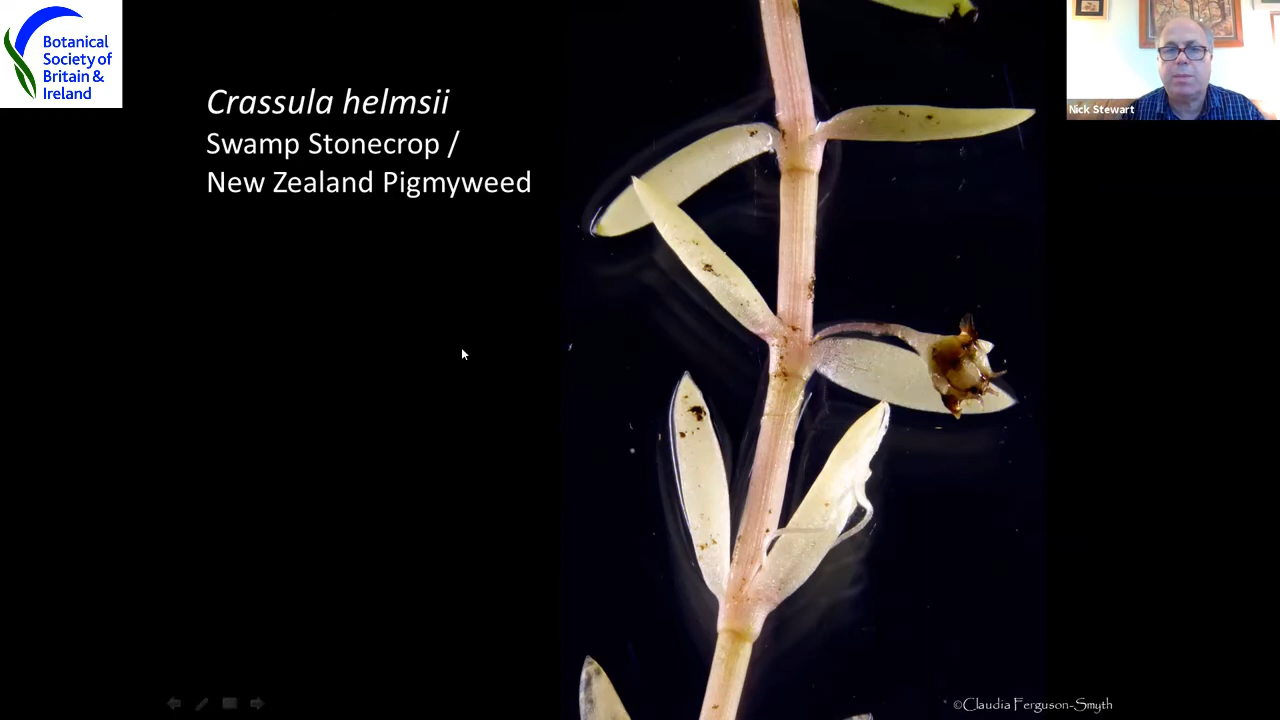 Botanical
Society of
Britain &
Ireland
Crassula helmsii
Swamp Stonecrop /
New Zealand Pigmyweed
Nick Stewart
©Claudia Ferguson-Smyth